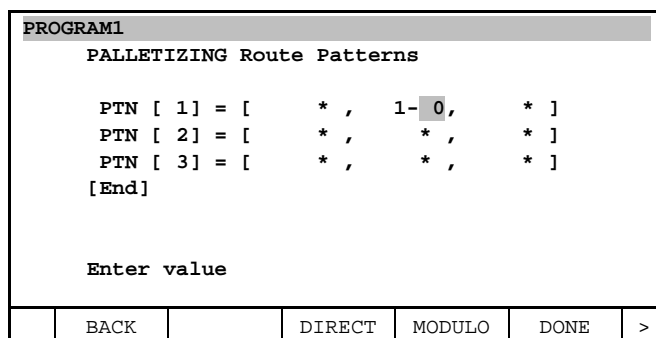 PROGRAM1
PALLETIZING Route Patterns
PTN [ 1] = [ * , 1- 0, * ]
PTN [ 2] = [ * , * , * ]
PTN [ 3] = [ * , * , * ]
[End]
Enter value
BACK DIRECT MODULO DONE >